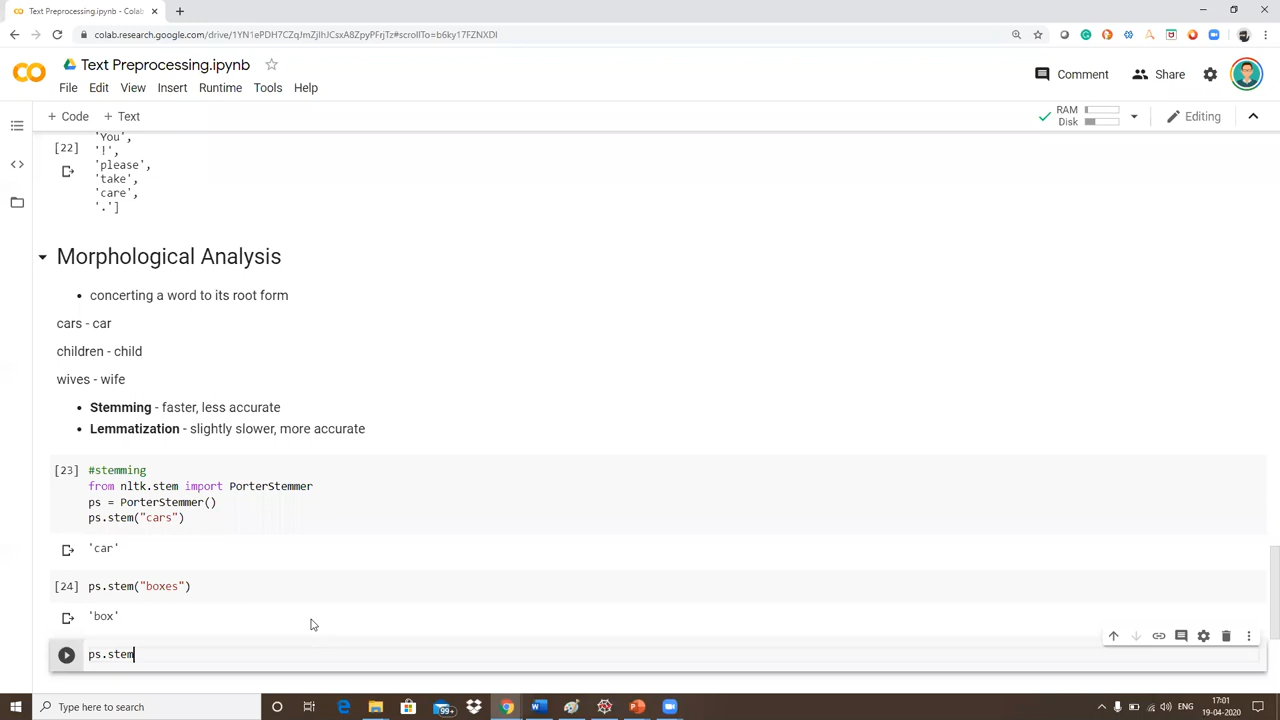 Text Preprocessing.ipynb - Colab
colab.research.google.com/drive/1YN1ePDH7CZqJmZjIhJCsxA8ZpyPFrjTz#scrollTo=b6ky17FZNXDI
Text Preprocessing.ipynb
Comment
Share
File Edit View Insert Runtime Tools Help
+ Code + Text
RAM
Disk
Editing
'You',
[22] '!',
'please',
'take',
'care',
'.']
Morphological Analysis
• concerting a word to its root form
cars - car
children - child
wives - wife
• Stemming - faster, less accurate
• Lemmatization - slightly slower, more accurate
[23] #stemming
from nltk.stem import PorterStemmer
ps = PorterStemmer()
ps.stem("cars")
'car'
[24] ps.stem("boxes")
'box'
ps.stem
Type here to search
99+
ENG
17:01
19-04-2020